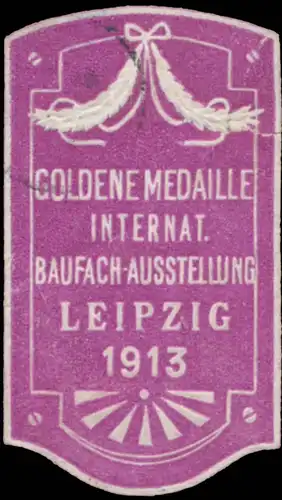 GOLDENE MEDAILLE
INTERNAT.
BAUFACH-AUSSTELLUNG
LEIPZIG
1913